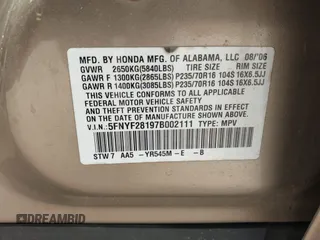 MFD. BY HONDA MFG. OF ALABAMA, LLC 08/'06
GVWR 2650KG(5840LBS) TIRE SIZE RIM SIZE
GAWR F 1300KG(2865LBS) P235/70R16 104S 16X6.5JJ
GAWR R 1400KG(3085LBS) P235/70R16 104S 16X6.5JJ
THIS VEHICLE CONFORMS TO ALL APPLICABLE
FEDERAL MOTOR VEHICLE SAFETY
AND THEFT PREVENTION STANDARDS IN EFFECT
ON THE DATE OF MANUFACTURE SHOWN ABOVE.
V.I.N: 5FNYF28197B002111 TYPE: MPV
STW7 AA5 -YR545M-E -B
DREAMBID